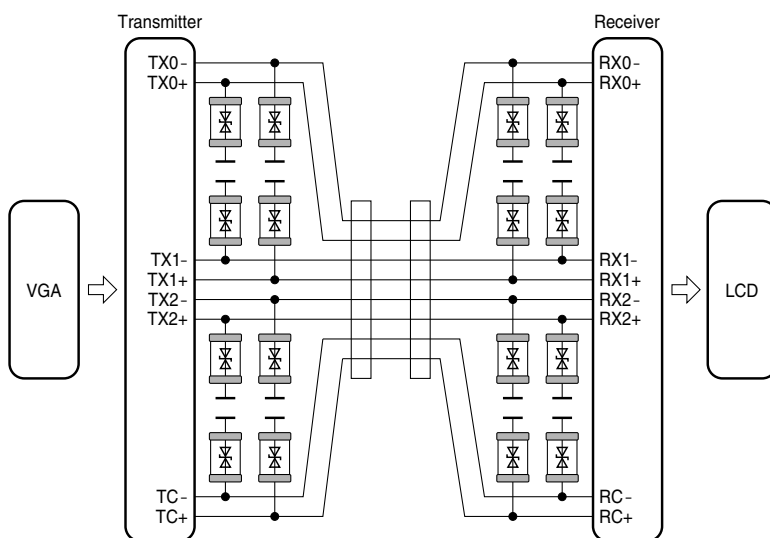 Transmitter
Receiver
TX0-
TX0+
RX0-
RX0+
VGA
TX1-
TX1+
TX2-
TX2+
RX1-
RX1+
RX2-
RX2+
LCD
TC-
TC+
RC-
RC+